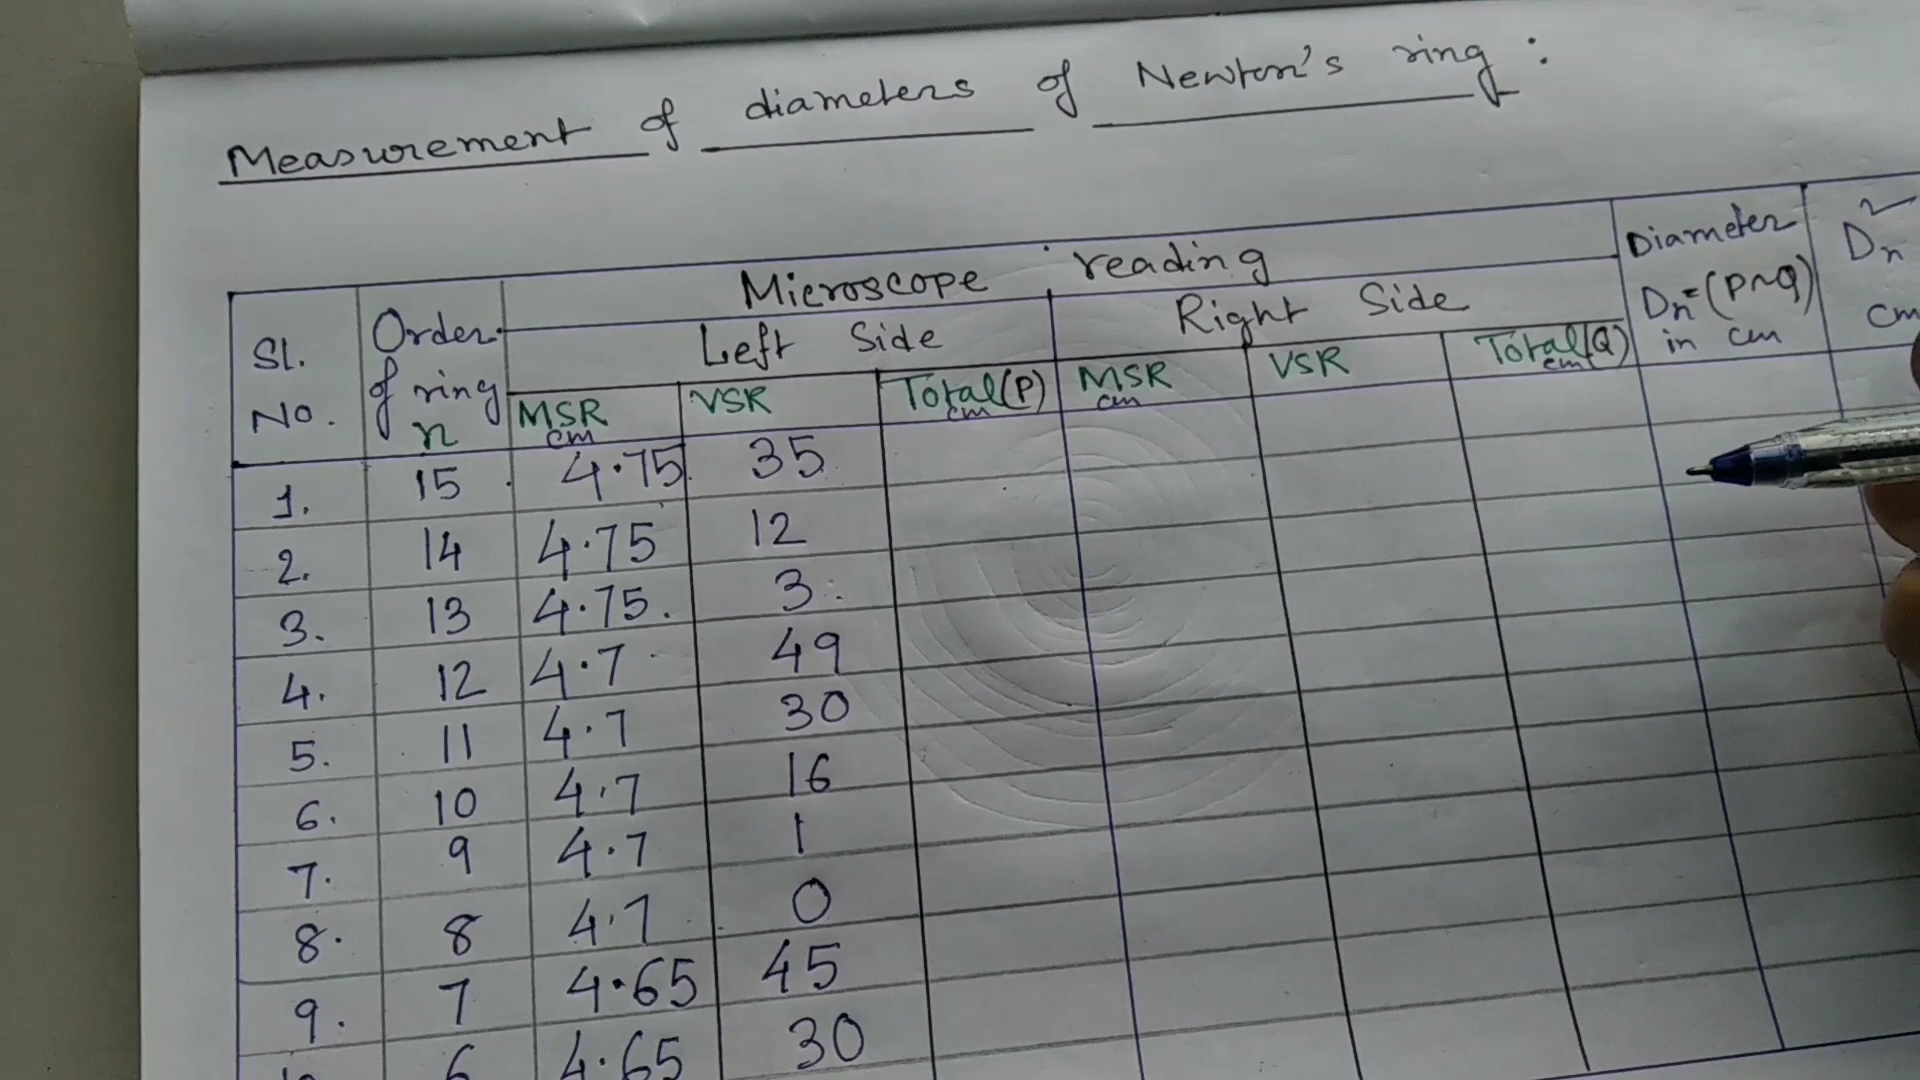 Measurement of diameters of Newton's ring :
Microscope reading
Sl. No.
Order of ring n
Left Side
Right Side
Diameter Dn = (P~Q) in cm
Dn² cm
MSR cm VSR Total (P) cm MSR cm VSR Total (Q) cm
1. 15 4.75 35
2. 14 4.75 12
3. 13 4.75. 3
4. 12 4.7 49
5. 11 4.7 30
6. 10 4.7 16
7. 9 4.7 1
8. 8 4.7 0
9. 7 4.65 45
6 4.65 30